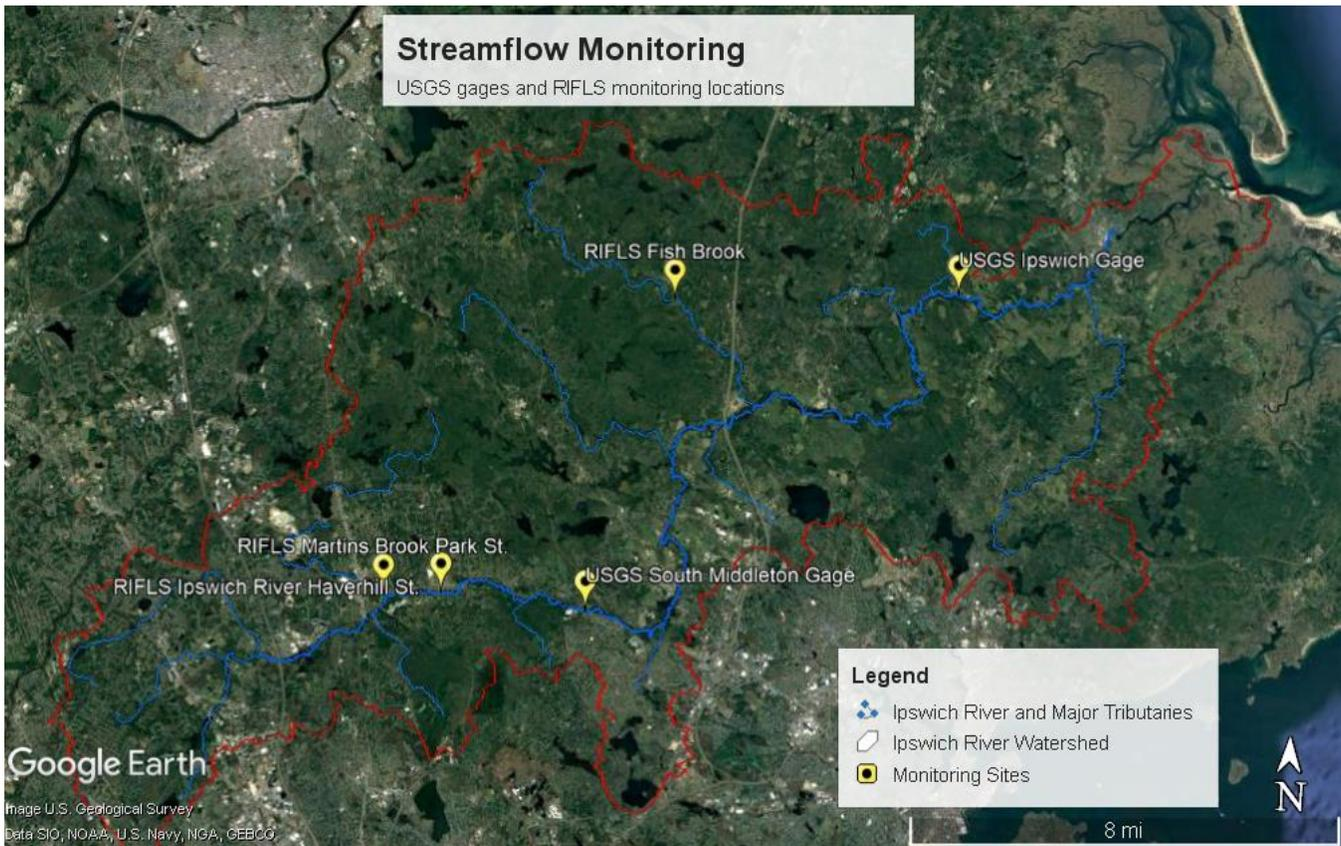 Streamflow Monitoring
USGS gages and RIFLS monitoring locations
RIFLS Fish Brook
USGS Ipswich Gage
RIFLS Martins Brook Park St.
RIFLS Ipswich River Haverhill St.
USGS South Middleton Gage
Legend
Ipswich River and Major Tributaries
Ipswich River Watershed
Monitoring Sites
Google Earth
Image U.S. Geological Survey
Data SIO, NOAA, U.S. Navy, NGA, GEBCO
N
8 mi